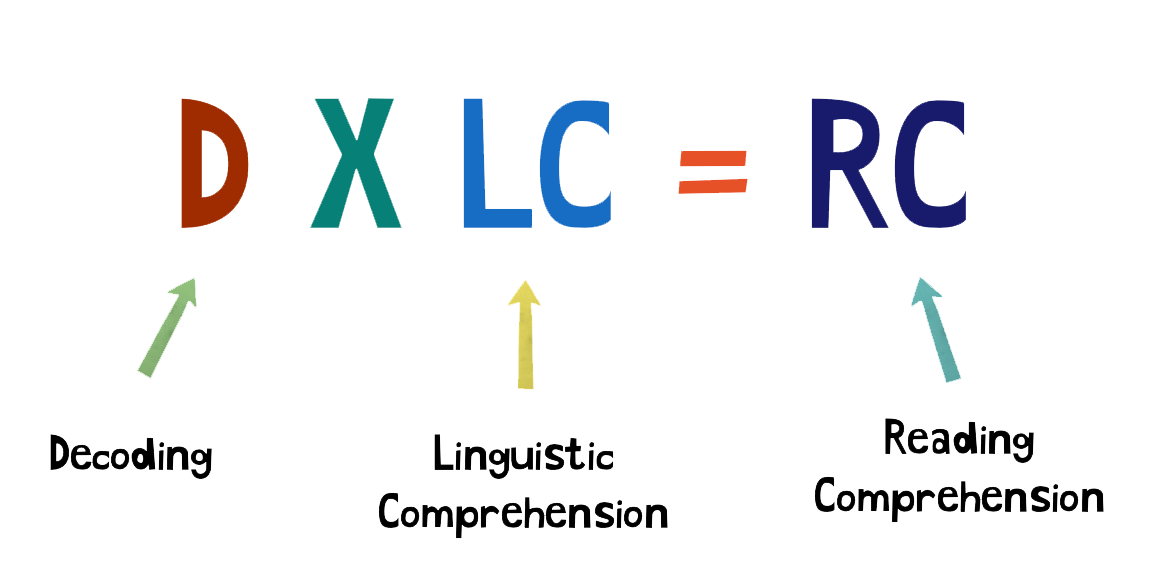 D X LC = RC
Decoding
Linguistic
Comprehension
Reading
Comprehension